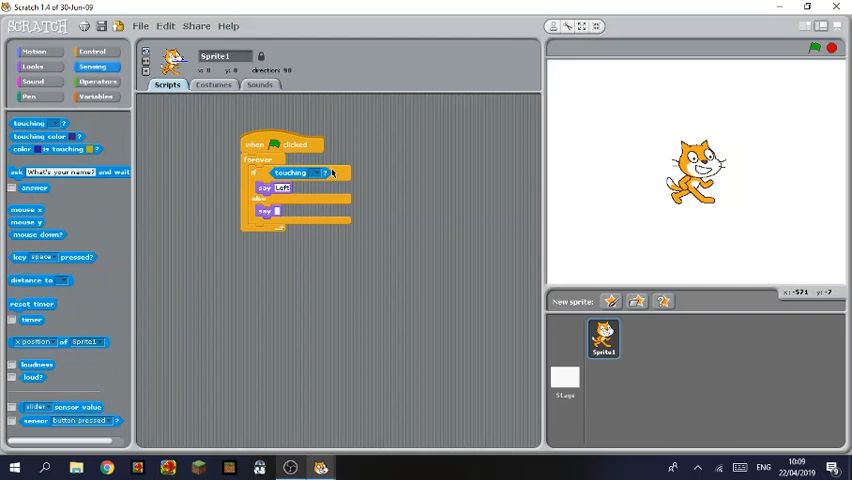 Scratch 1.4 of 30-Jun-09
SCRATCH File Edit Share Help
Motion Control
Looks Sensing
Sound Operators
Pen Variables
Sprite1
x: 0 y: 0 direction: 90
Scripts Costumes Sounds
touching ?
touching color ?
color is touching ?
ask What's your name? and wait
answer
mouse x
mouse y
mouse down?
key space pressed?
distance to
reset timer
timer
x position of Sprite1
loudness
loud?
slider sensor value
sensor button pressed ?
when clicked
forever
if touching ?
say Left
else
say
x: -571 y: -7
New sprite:
Sprite1
Stage
ENG
10:09
22/04/2019